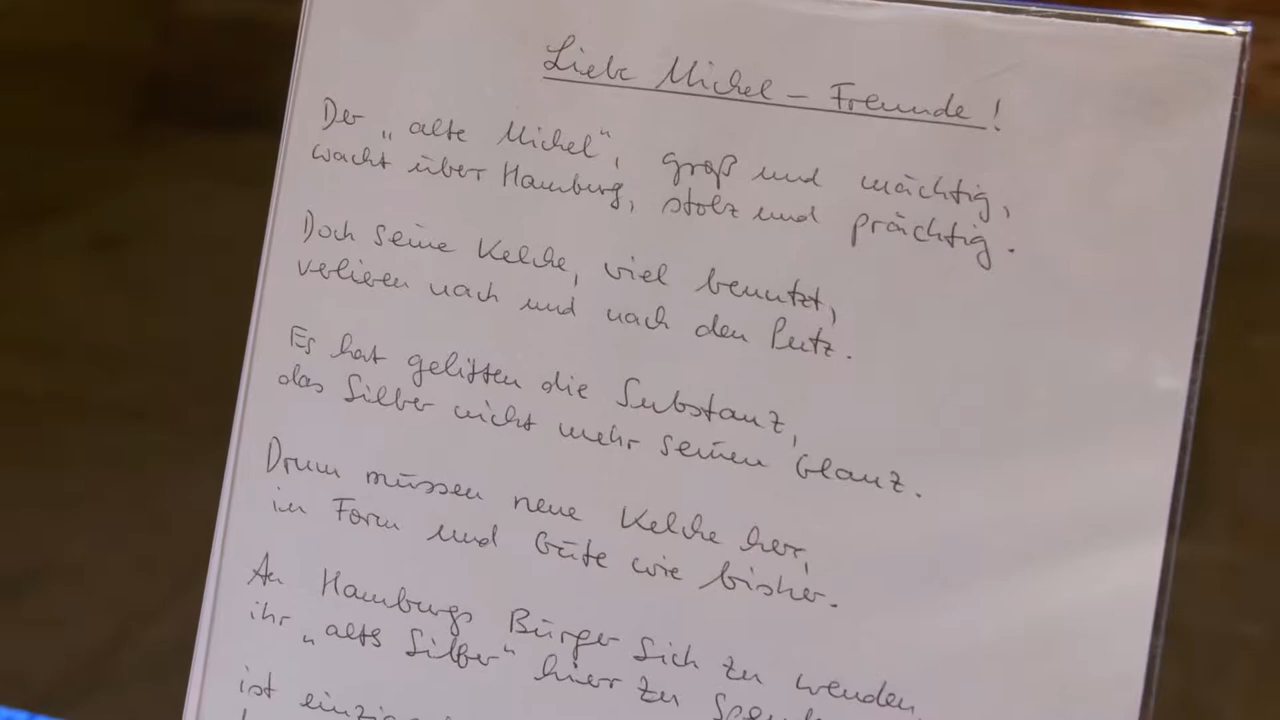 Liebe Michel – Freunde!
Der „alte Michel“, groß und mächtig,
wacht über Hamburg, stolz und prächtig.
Doch seine Kelche, viel benutzt,
verlieren nach und nach den Putz.
Es hat gelitten die Substanz,
das Silber nicht mehr seinen Glanz.
Drum müssen neue Kelche her,
in Form und Güte wie bisher.
An Hamburgs Bürger sich zu wenden,
ihr „altes Silber“ hier zu
ist